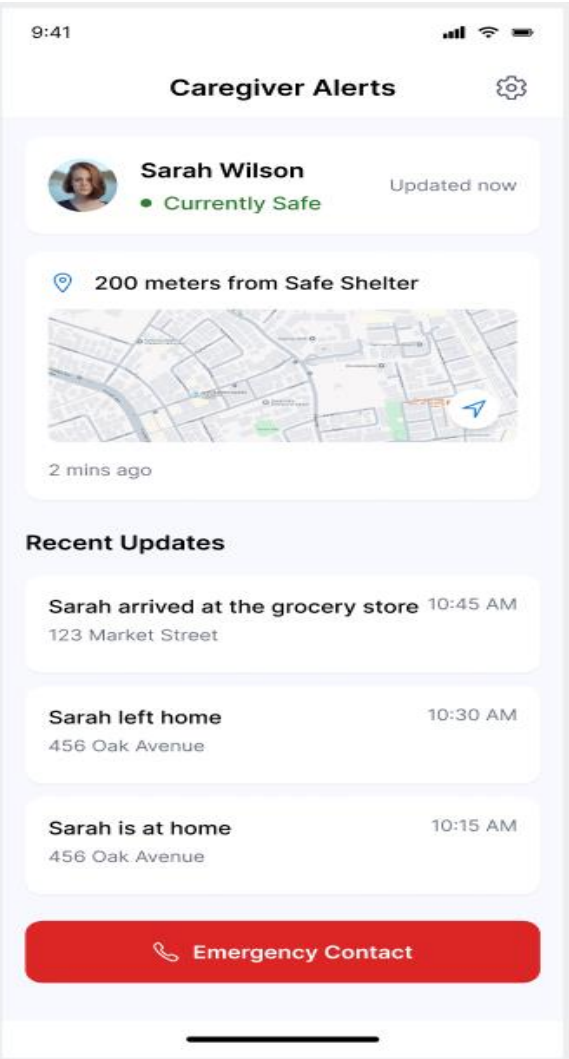 9:41
Caregiver Alerts
Sarah Wilson
• Currently Safe
Updated now
200 meters from Safe Shelter
2 mins ago
Recent Updates
Sarah arrived at the grocery store 10:45 AM
123 Market Street
Sarah left home 10:30 AM
456 Oak Avenue
Sarah is at home 10:15 AM
456 Oak Avenue
Emergency Contact